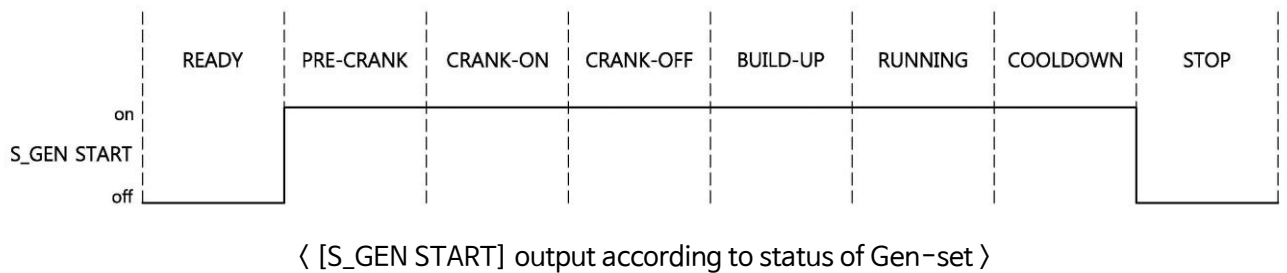 READY PRE-CRANK CRANK-ON CRANK-OFF BUILD-UP RUNNING COOLDOWN STOP
on
S_GEN START
off
〈 [S_GEN START] output according to status of Gen-set 〉